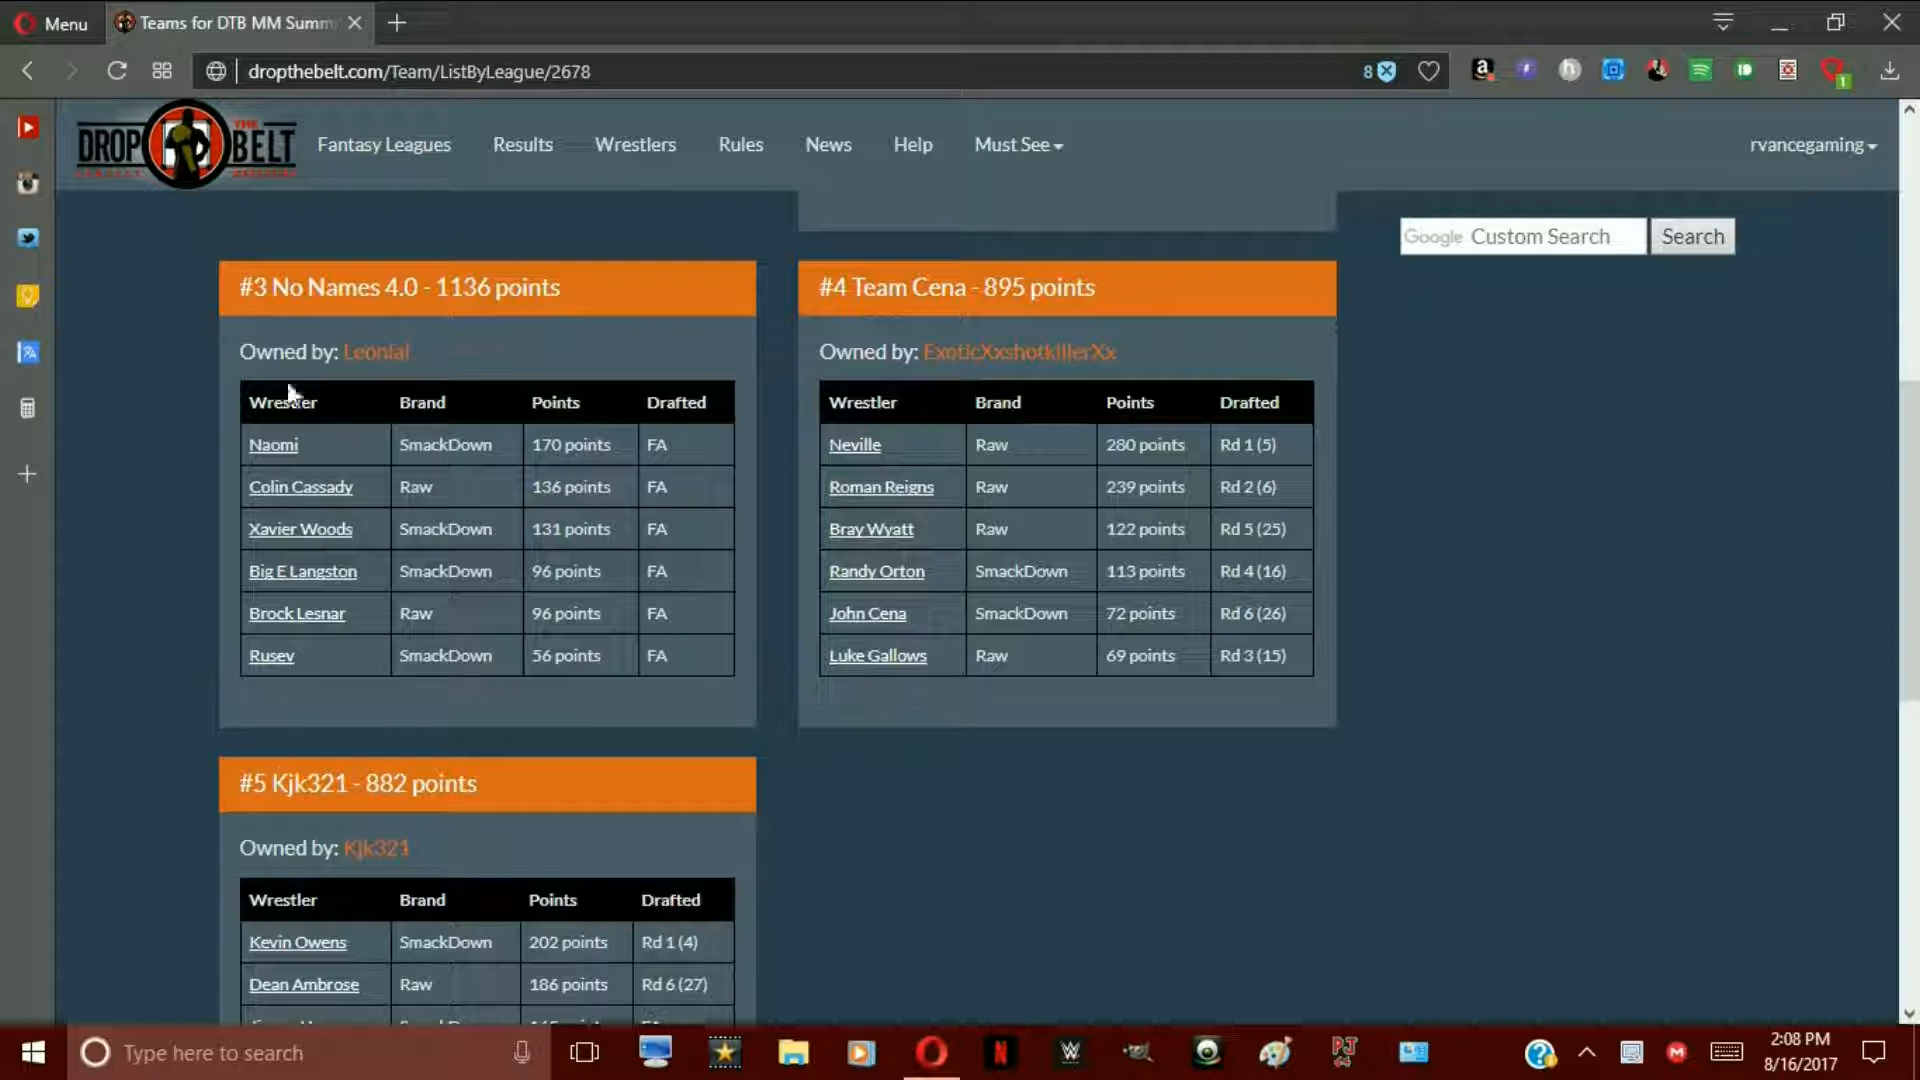 Menu
Teams for DTB MM Summ
dropthebelt.com/Team/ListByLeague/2678
8
1
DROP THE BELT
Fantasy Leagues Results Wrestlers Rules News Help Must See
rvancegaming
Google Custom Search Search
#3 No Names 4.0 - 1136 points
Owned by: Leonial
Wrestler Brand Points Drafted
Naomi SmackDown 170 points FA
Colin Cassady Raw 136 points FA
Xavier Woods SmackDown 131 points FA
Big E Langston SmackDown 96 points FA
Brock Lesnar Raw 96 points FA
Rusev SmackDown 56 points FA
#4 Team Cena - 895 points
Owned by: ExoticXxshotkillerXx
Wrestler Brand Points Drafted
Neville Raw 280 points Rd 1 (5)
Roman Reigns Raw 239 points Rd 2 (6)
Bray Wyatt Raw 122 points Rd 5 (25)
Randy Orton SmackDown 113 points Rd 4 (16)
John Cena SmackDown 72 points Rd 6 (26)
Luke Gallows Raw 69 points Rd 3 (15)
#5 Kjk321 - 882 points
Owned by: Kjk321
Wrestler Brand Points Drafted
Kevin Owens SmackDown 202 points Rd 1 (4)
Dean Ambrose Raw 186 points Rd 6 (27)
Type here to search
2:08 PM
8/16/2017